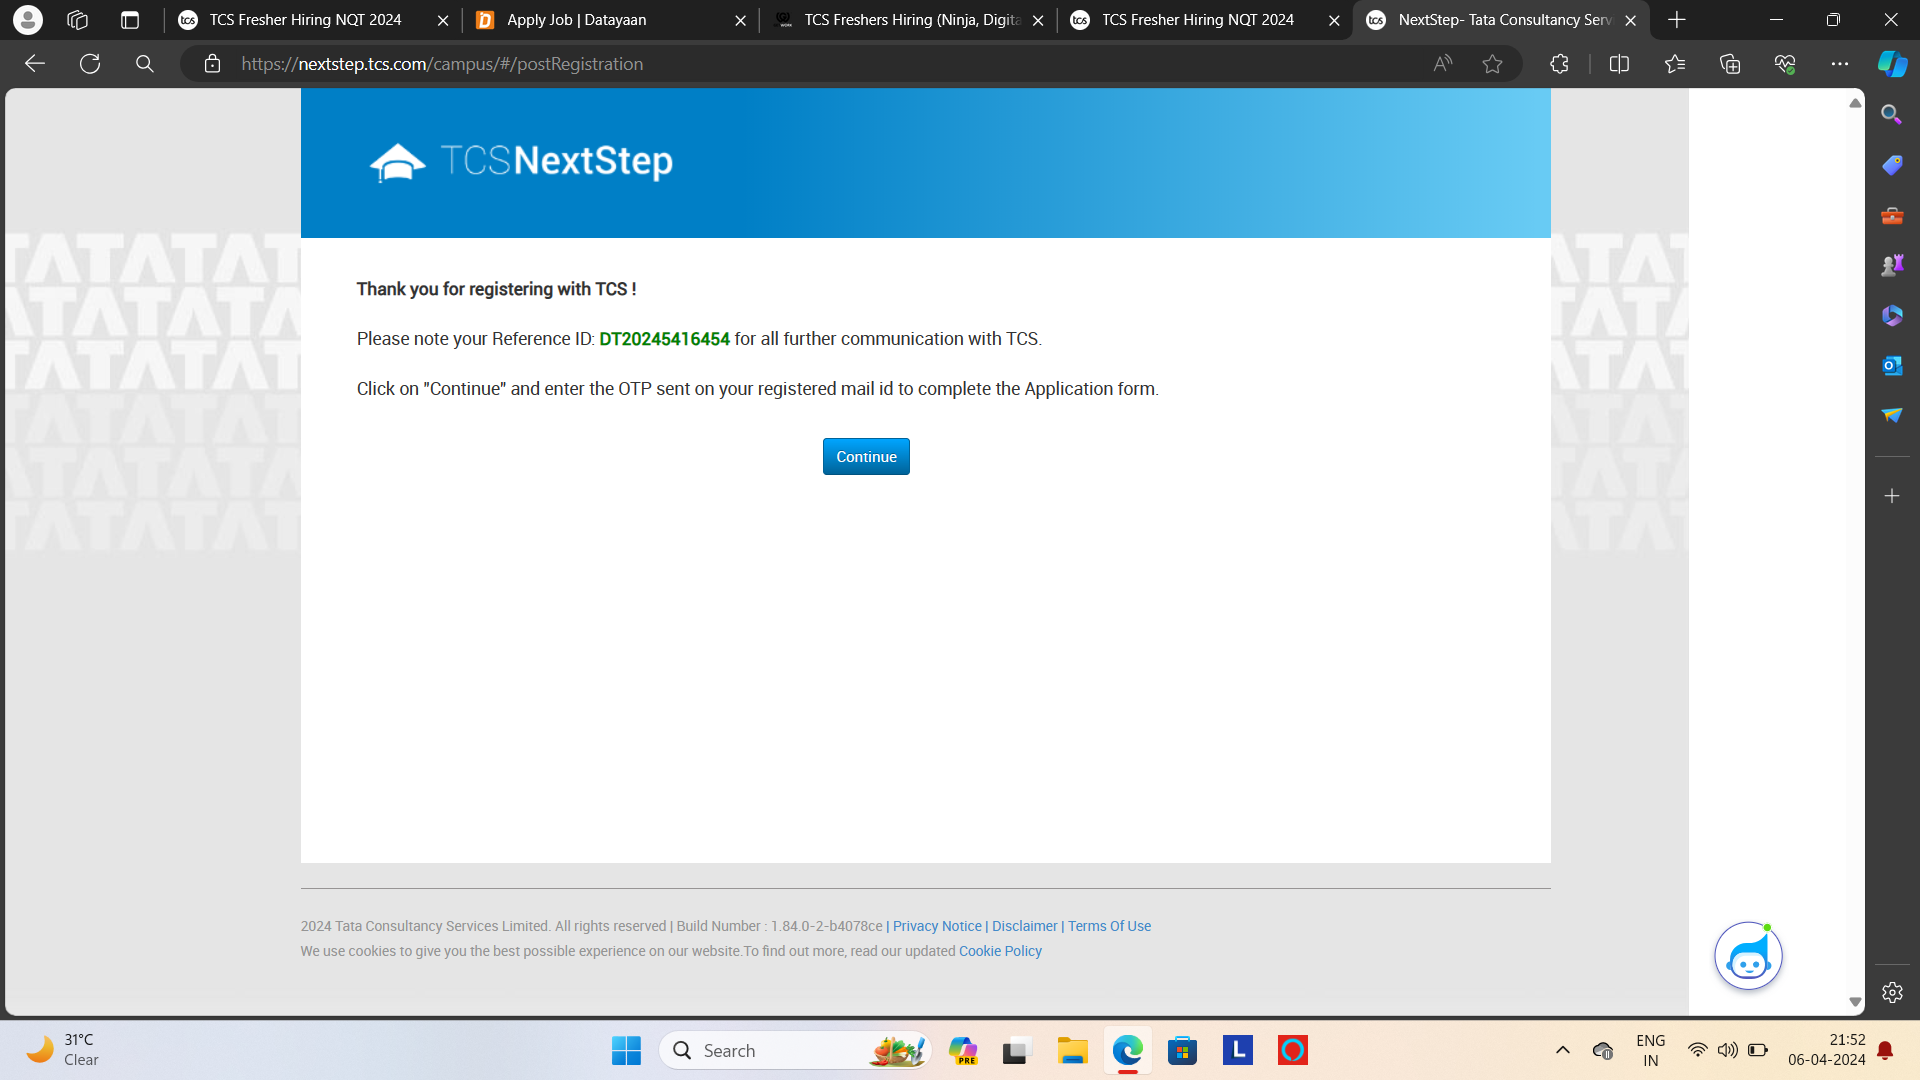 TCS Fresher Hiring NQT 2024
Apply Job | Datayaan
TCS Freshers Hiring (Ninja, Digita
TCS Fresher Hiring NQT 2024
NextStep- Tata Consultancy Serv
https://nextstep.tcs.com/campus/#/postRegistration
TCSNextStep
Thank you for registering with TCS !
Please note your Reference ID: DT20245416454 for all further communication with TCS.
Click on "Continue" and enter the OTP sent on your registered mail id to complete the Application form.
Continue
2024 Tata Consultancy Services Limited. All rights reserved | Build Number : 1.84.0-2-b4078ce | Privacy Notice | Disclaimer | Terms Of Use
We use cookies to give you the best possible experience on our website.To find out more, read our updated Cookie Policy
31°C
Clear
Search
PRE
L
ENG
IN
21:52
06-04-2024